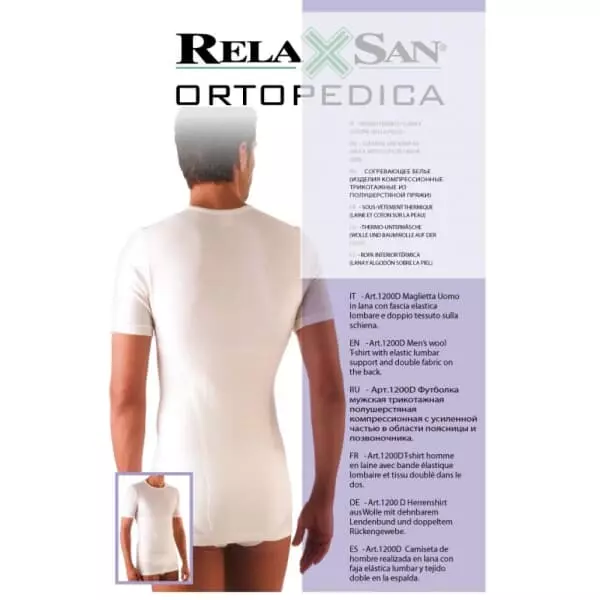 RELAXSAN®
ORTOPEDICA
СОГРЕВАЮЩЕЕ БЕЛЬЕ
(ИЗДЕЛИЯ КОМПРЕССИОННЫЕ
ТРИКОТАЖНЫЕ ИЗ
ПОЛУШЕРСТЯНОЙ ПРЯЖИ)
- SOUS-VÊTEMENT THERMIQUE
(LAINE ET COTON SUR LA PEAU)
-THERMO-UNTERWÄSCHE
(WOLLE UND BAUMWOLLE AUF DER
- ROPA INTERIOR TÉRMICA
(LANA Y ALGODÓN SOBRE LA PIEL)
IT - Art.1200D Maglietta Uomo
in lana con fascia elastica
lombare e doppio tessuto sulla
schiena.
EN - Art.1200D Men's wool
T-shirt with elastic lumbar
support and double fabric on
the back.
RU - Арт.1200D Футболка
мужская трикотажная
полушерстяная
компрессионная с усиленной
частью в области поясницы и
позвоночника.
FR - Art.1200DT-shirt homme
en laine avec bande élastique
lombaire et tissu doublé dans le
dos.
DE - Art.1200 D Herrenshirt
aus Wolle mit dehnbarem
Lendenbund und doppeltem
Rückengewebe.
ES - Art.1200D Camiseta de
hombre realizada en lana con
faja elástica lumbar y tejido
doble en la espalda.